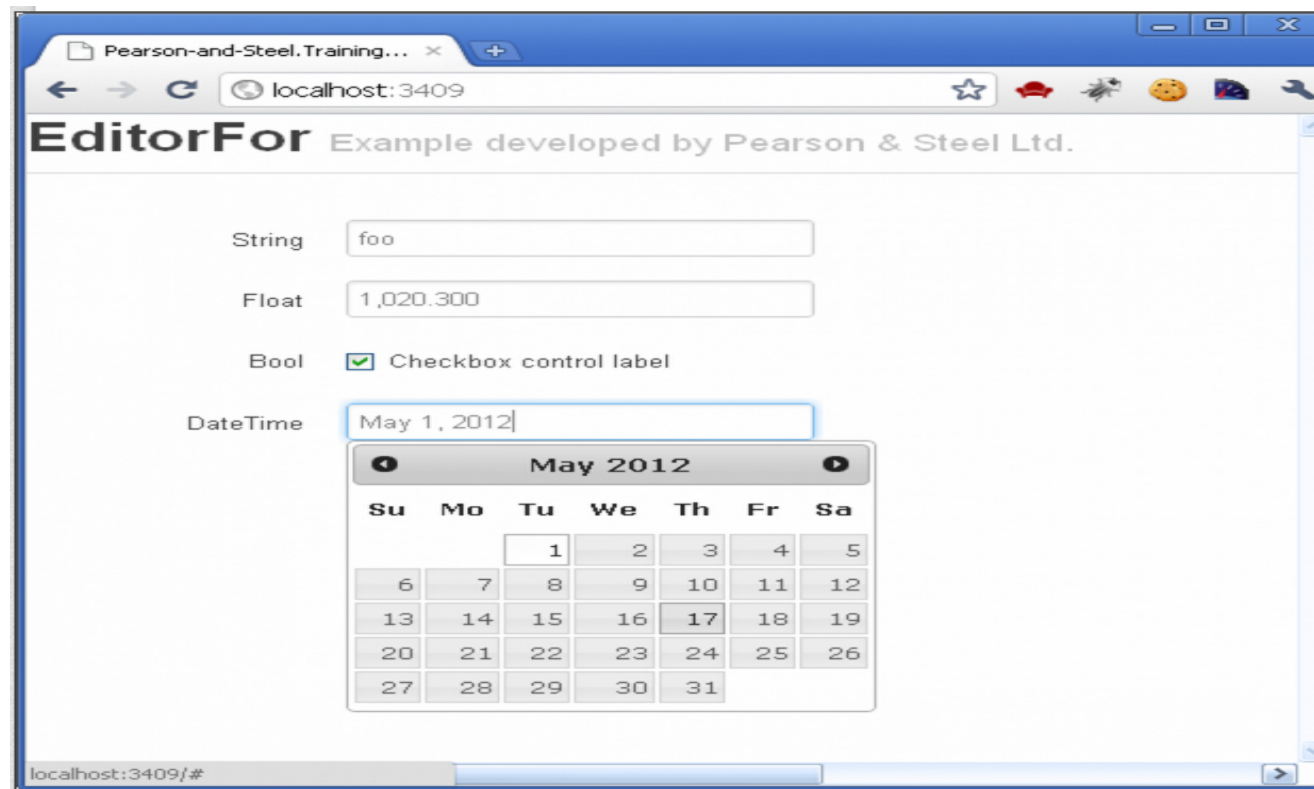 Pearson-and-Steel.Training...
localhost:3409
EditorFor Example developed by Pearson & Steel Ltd.
String foo
Float 1,020.300
Bool Checkbox control label
DateTime May 1, 2012
May 2012
Su Mo Tu We Th Fr Sa
1 2 3 4 5
6 7 8 9 10 11 12
13 14 15 16 17 18 19
20 21 22 23 24 25 26
27 28 29 30 31
localhost:3409/#